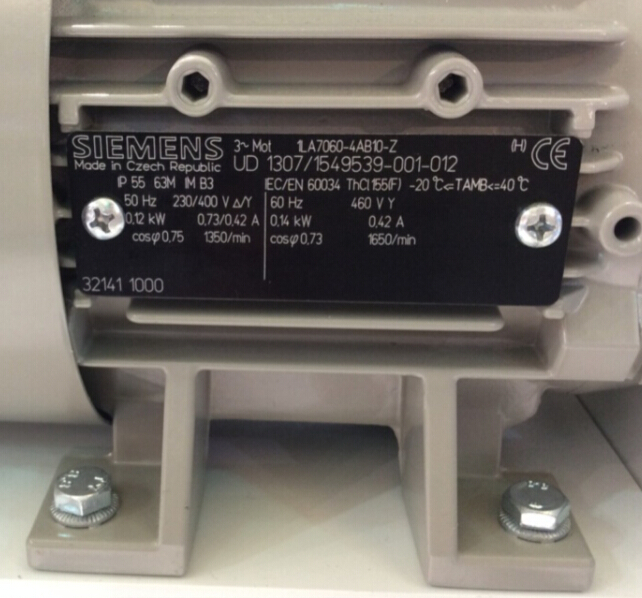 SIEMENS 3~ Mot 1LA7060-4AB10-Z (H) CE
Made in Czech Republic UD 1307/1549539-001-012
IP 55 63M IM B3 IEC/EN 60034 ThCl.155(F) -20 °C<=TAMB<=40 °C
50 Hz 230/400 V Δ/Y 60 Hz 460 V Y
0,12 kW 0,73/0,42 A 0,14 kW 0,42 A
cosφ 0,75 1350/min cosφ 0,73 1650/min
32141 1000